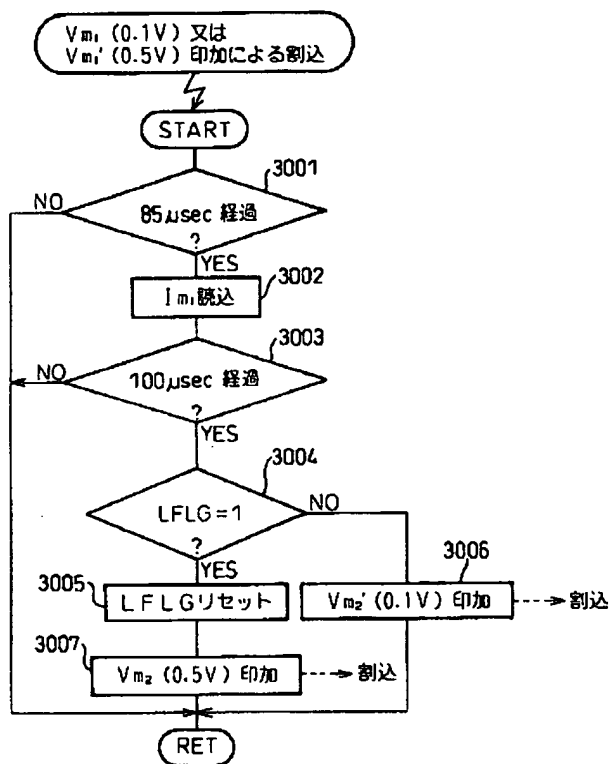 Vm₁ (0.1V) 又は
Vm₁' (0.5V) 印加による割込
START
3001
NO
85μsec 経過
?
YES
3002
Im₁読込
3003
NO
100μsec 経過
?
YES
3004
LFLG=1
NO
?
YES
3005
LFLGリセット
3006
Vm₂' (0.1V) 印加
割込
3007
Vm₂ (0.5V) 印加
割込
RET